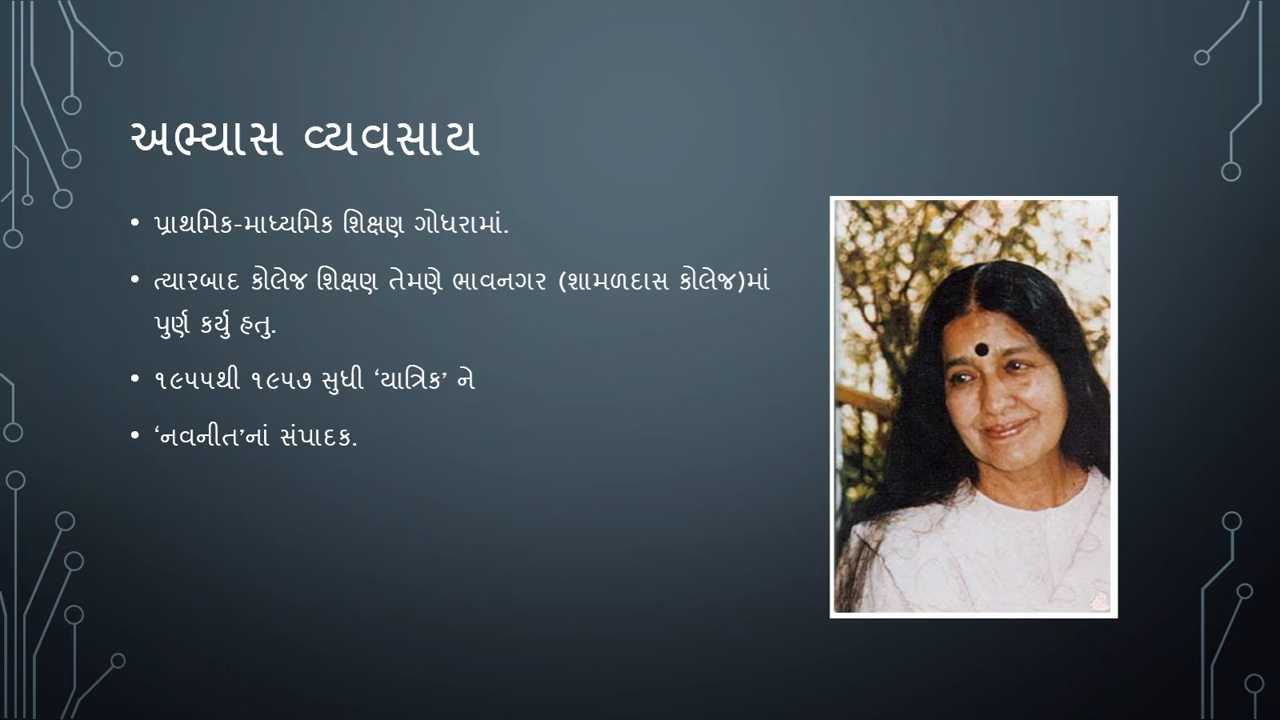 અભ્યાસ વ્યવસાય
• પ્રાથમિક-માધ્યમિક શિક્ષણ ગોધરામાં.
• ત્યારબાદ કોલેજ શિક્ષણ તેમણે ભાવનગર (શામળદાસ કોલેજ)માં
પુર્ણ કર્યુ હતુ.
• ૧૯૫૫થી ૧૯૫૭ સુધી ‘યાત્રિક’ ને
• ‘નવનીત’નાં સંપાદક.